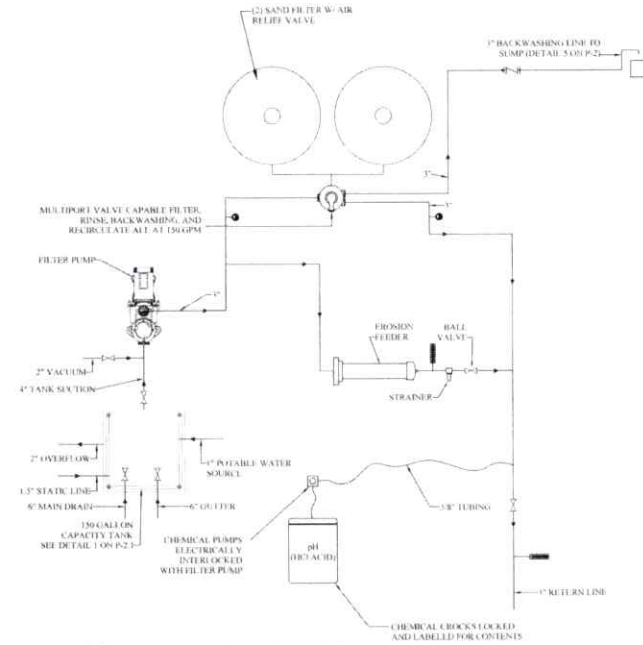 (2) SAND FILTER W/ AIR
RELIEF VALVE
3" BACKWASHING LINE TO
SUMP (DETAIL 5 ON P-2)
3"
MULTIPORT VALVE CAPABLE FILTER,
RINSE, BACKWASHING, AND
RECIRCULATE ALL AT 150 GPM
FILTER PUMP
EROSION
FEEDER
BALL
VALVE
STRAINER
2" VACUUM
4" TANK SUCTION
2" OVERFLOW
POTABLE WATER
SOURCE
1.5" STATIC LINE
6" MAIN DRAIN
6" GUTTER
150 GALLON
CAPACITY TANK
SEE DETAIL 1 ON P-2.1
CHEMICAL PUMPS
ELECTRICALLY
INTERLOCKED
WITH FILTER PUMP
pH
(HCl ACID)
3/8" TUBING
RETURN LINE
CHEMICAL CROCKS LOCKED
AND LABELED FOR CONTENTS